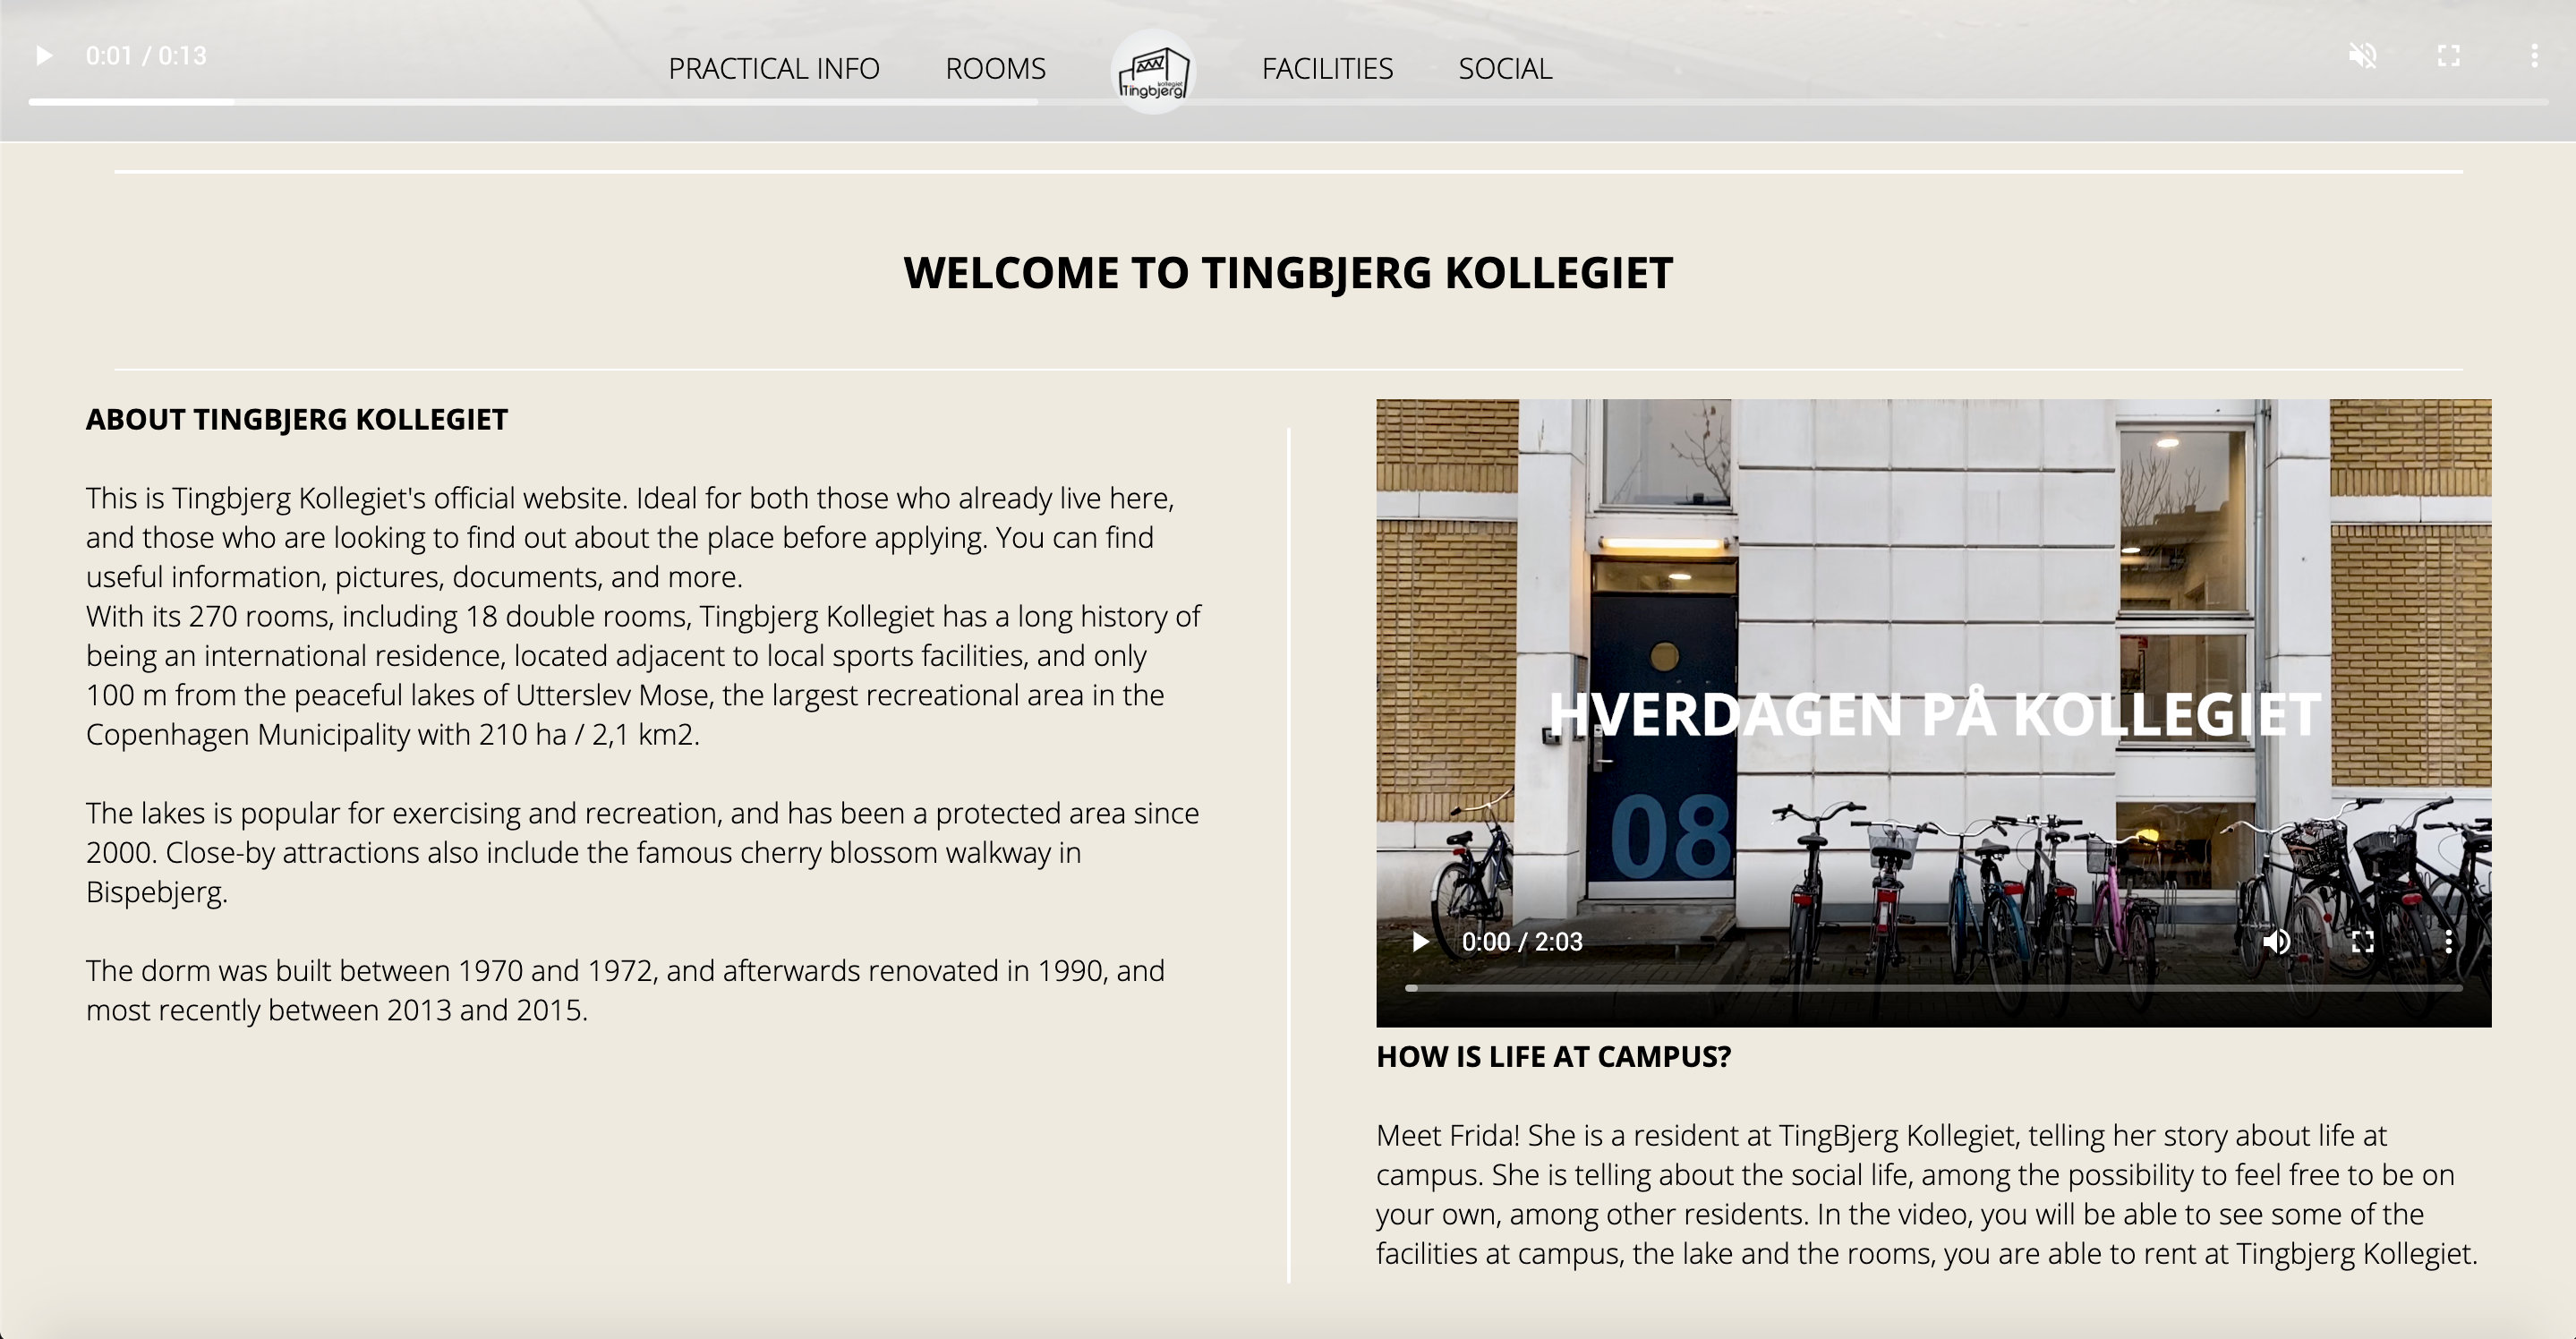 0:01 / 0:13
PRACTICAL INFO
ROOMS
kollegiet
Tingbjerg
FACILITIES
SOCIAL
WELCOME TO TINGBJERG KOLLEGIET
ABOUT TINGBJERG KOLLEGIET
This is Tingbjerg Kollegiet's official website. Ideal for both those who already live here,
and those who are looking to find out about the place before applying. You can find
useful information, pictures, documents, and more.
With its 270 rooms, including 18 double rooms, Tingbjerg Kollegiet has a long history of
being an international residence, located adjacent to local sports facilities, and only
100 m from the peaceful lakes of Utterslev Mose, the largest recreational area in the
Copenhagen Municipality with 210 ha / 2,1 km2.
The lakes is popular for exercising and recreation, and has been a protected area since
2000. Close-by attractions also include the famous cherry blossom walkway in
Bispebjerg.
The dorm was built between 1970 and 1972, and afterwards renovated in 1990, and
most recently between 2013 and 2015.
HVERDAGEN PÅ KOLLEGIET
08
0:00 / 2:03
HOW IS LIFE AT CAMPUS?
Meet Frida! She is a resident at TingBjerg Kollegiet, telling her story about life at
campus. She is telling about the social life, among the possibility to feel free to be on
your own, among other residents. In the video, you will be able to see some of the
facilities at campus, the lake and the rooms, you are able to rent at Tingbjerg Kollegiet.